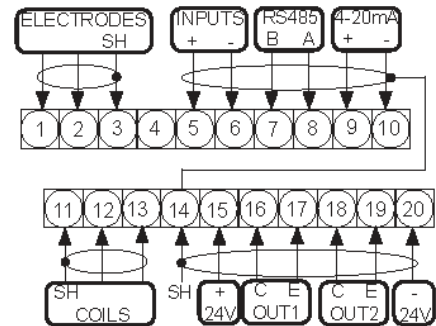 ELECTRODES INPUTS RS485 4-20mA
SH + - B A + -
1 2 3 4 5 6 7 8 9 10
11 12 13 14 15 16 17 18 19 20
SH SH + C E C E -
COILS 24V OUT1 OUT2 24V